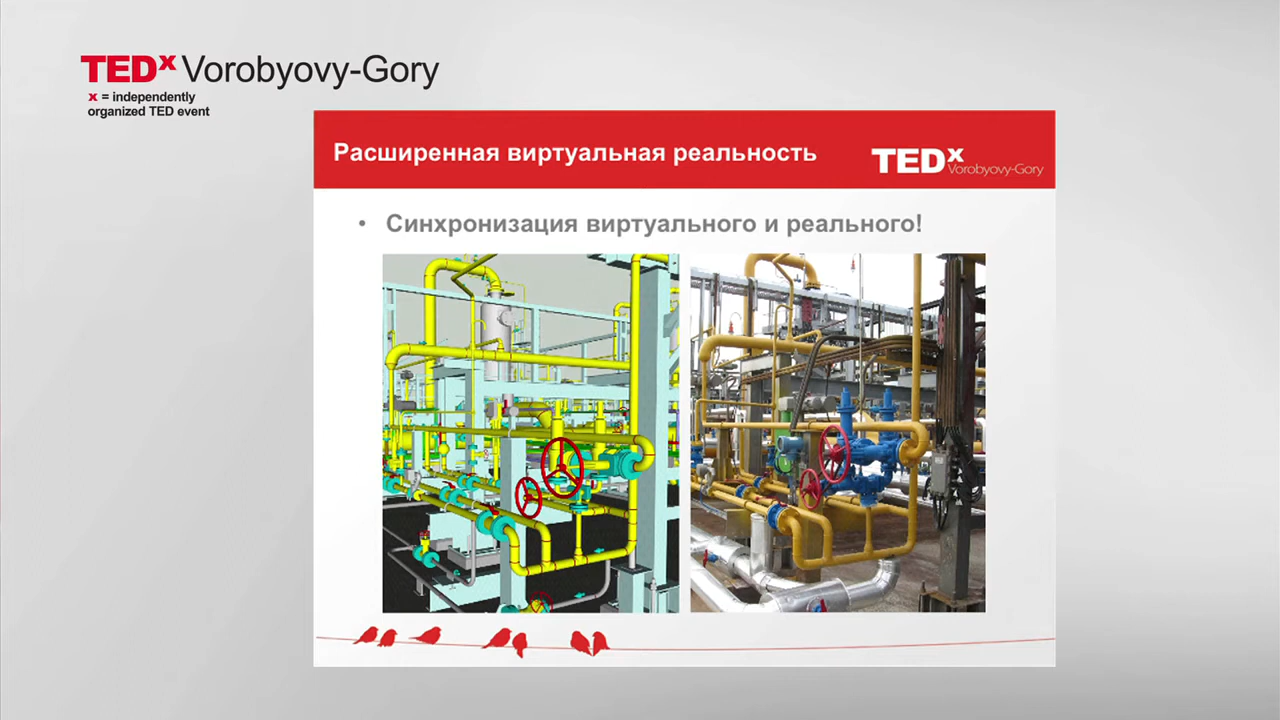 TEDx Vorobyovy-Gory
x = independently
organized TED event
Расширенная виртуальная реальность
TEDx Vorobyovy-Gory
• Синхронизация виртуального и реального!